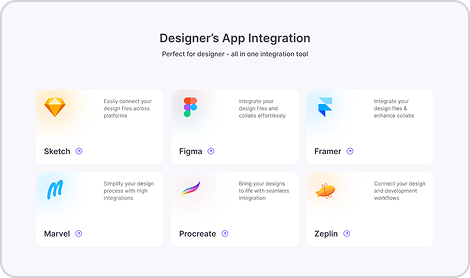 Designer's App Integration
Perfect for designer - all in one integration tool
Easily connect your
design files across
platforms
Sketch
Integrate your
design files and
collabs effortlessly
Figma
Integrate your
design files &
enhance collabs
Framer
Simplify your design
process with high
integrations
Marvel
Bring your designs
to life with seamless
integration
Procreate
Connect your design
and development
workflows
Zeplin